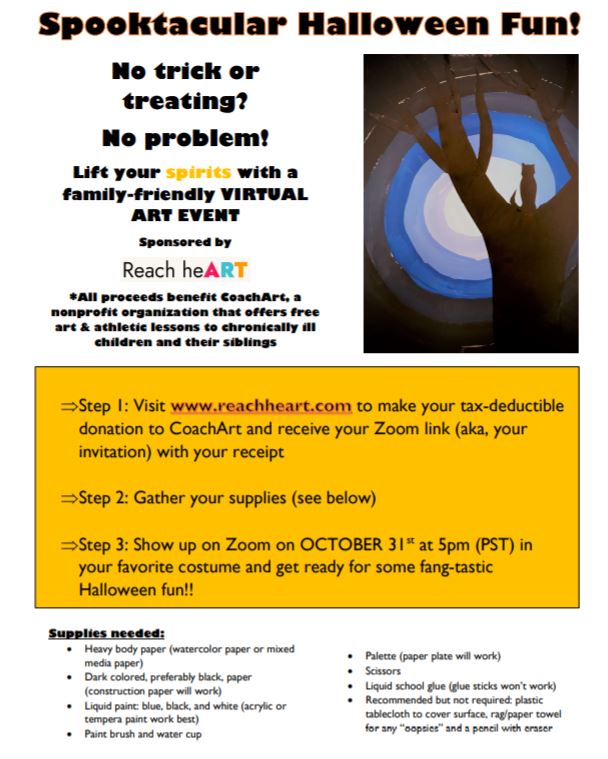 Spooktacular Halloween Fun!
No trick or
treating?
No problem!
Lift your spirits with a
family-friendly VIRTUAL
ART EVENT
Sponsored by
Reach heART
*All proceeds benefit CoachArt, a
nonprofit organization that offers free
art & athletic lessons to chronically ill
children and their siblings
⇒Step 1: Visit www.reachheart.com to make your tax-deductible
donation to CoachArt and receive your Zoom link (aka, your
invitation) with your receipt
⇒Step 2: Gather your supplies (see below)
⇒Step 3: Show up on Zoom on OCTOBER 31st at 5pm (PST) in
your favorite costume and get ready for some fang-tastic
Halloween fun!!
Supplies needed:
• Heavy body paper (watercolor paper or mixed
media paper)
• Dark colored, preferably black, paper
(construction paper will work)
• Liquid paint: blue, black, and white (acrylic or
tempera paint work best)
• Paint brush and water cup
• Palette (paper plate will work)
• Scissors
• Liquid school glue (glue sticks won't work)
• Recommended but not required: plastic
tablecloth to cover surface, rag/paper towel
for any "oopsies" and a pencil with eraser